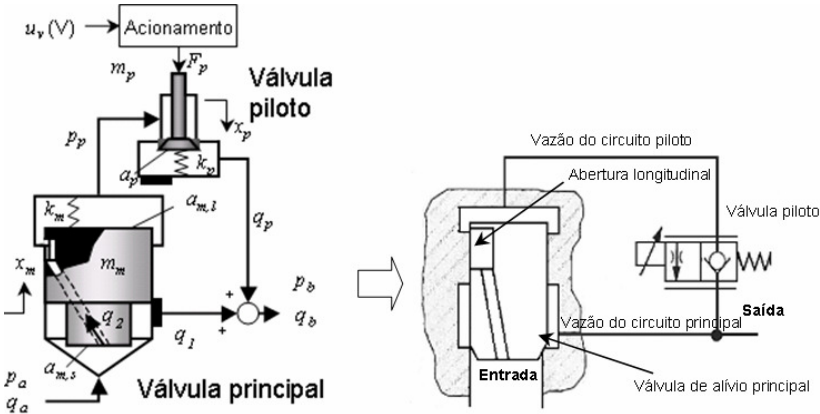 u_v(V)
Acionamento
F_p
m_p
Válvula
piloto
x_p
p_p
a_p
k_p
k_m
a_m,l
q_p
x_m
m_m
p_b
q_2
q_1
q_b
a_m,s
p_a
q_a
Válvula principal
Vazão do circuito piloto
Abertura longitudinal
Válvula piloto
Saída
Vazão do circuito principal
Entrada
Válvula de alívio principal